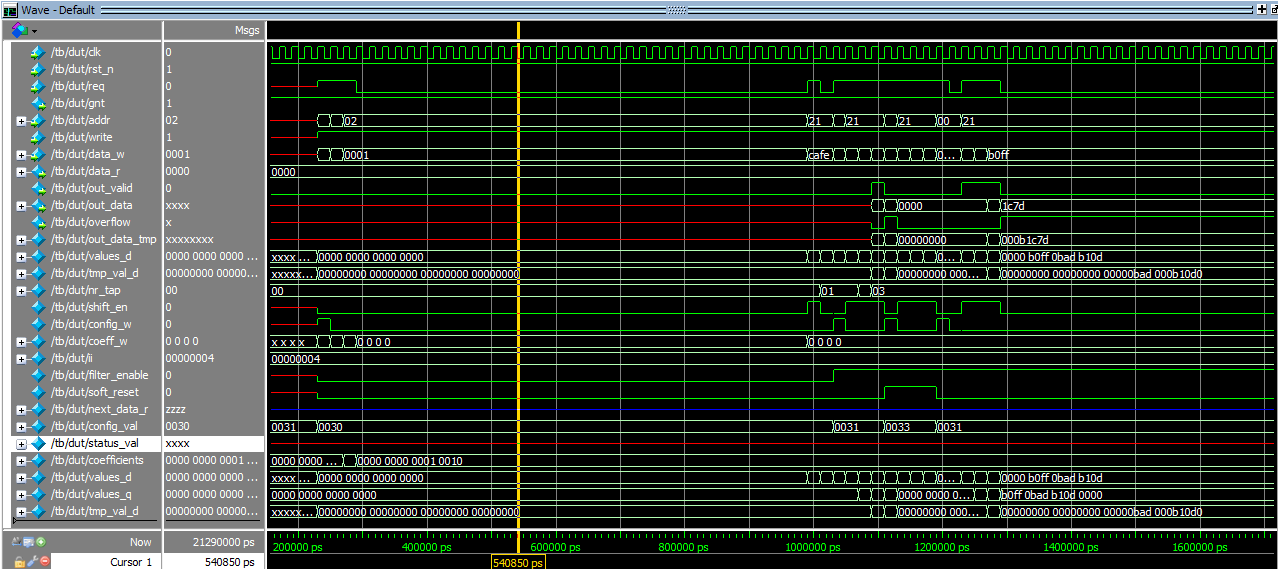 Wave - Default
Msgs
/tb/dut/clk 0
/tb/dut/rst_n 1
/tb/dut/req 0
/tb/dut/gnt 1
/tb/dut/addr 02 02 21 21 21 00 21
/tb/dut/write 1
/tb/dut/data_w 0001 0001 cafe 0... b0ff
/tb/dut/data_r 0000 0000
/tb/dut/out_valid 0
/tb/dut/out_data xxxx 0000 1c7d
/tb/dut/overflow x
/tb/dut/out_data_tmp xxxxxxxx 00000000 000b1c7d
/tb/dut/values_d 0000 0000 0000 ... xxxx ... 0000 0000 0000 0000 0... 0000 b0ff 0bad b10d
/tb/dut/tmp_val_d 00000000 00000... xxxxx... 00000000 00000000 00000000 00000000 00000000 000... 00000000 00000000 00000bad 000b10d0
/tb/dut/nr_tap 00 00 01 03
/tb/dut/shift_en 0
/tb/dut/config_w 0
/tb/dut/coeff_w 0 0 0 0 x x x x 0 0 0 0 0 0 0 0
/tb/dut/ii 00000004 00000004
/tb/dut/filter_enable 0
/tb/dut/soft_reset 0
/tb/dut/next_data_r zzzz
/tb/dut/config_val 0030 0031 0030 0031 0033 0031
/tb/dut/status_val xxxx
/tb/dut/coefficients 0000 0000 0001 ... 0000 0000 ... 0000 0000 0001 0010
/tb/dut/values_d 0000 0000 0000 ... xxxx ... 0000 0000 0000 0000 0... 0000 b0ff 0bad b10d
/tb/dut/values_q 0000 0000 0000 ... 0000 0000 0000 0000 0000 0000 0... b0ff 0bad b10d 0000
/tb/dut/tmp_val_d 00000000 00000... xxxxx... 00000000 00000000 00000000 00000000 00000000 000... 00000000 00000000 00000bad 000b10d0
Now 21290000 ps 200000 ps 400000 ps 600000 ps 800000 ps 1000000 ps 1200000 ps 1400000 ps 1600000 ps
Cursor 1 540850 ps 540850 ps